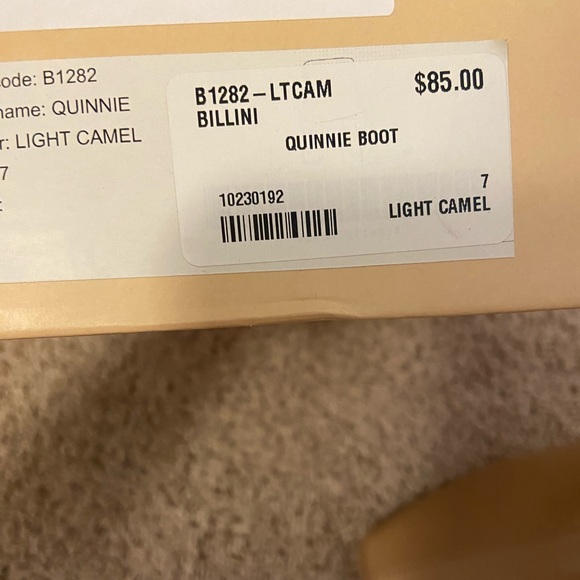 ode: B1282
name: QUINNIE
r: LIGHT CAMEL
7
:
B1282-LTCAM $85.00
BILLINI
QUINNIE BOOT
10230192
7
LIGHT CAMEL